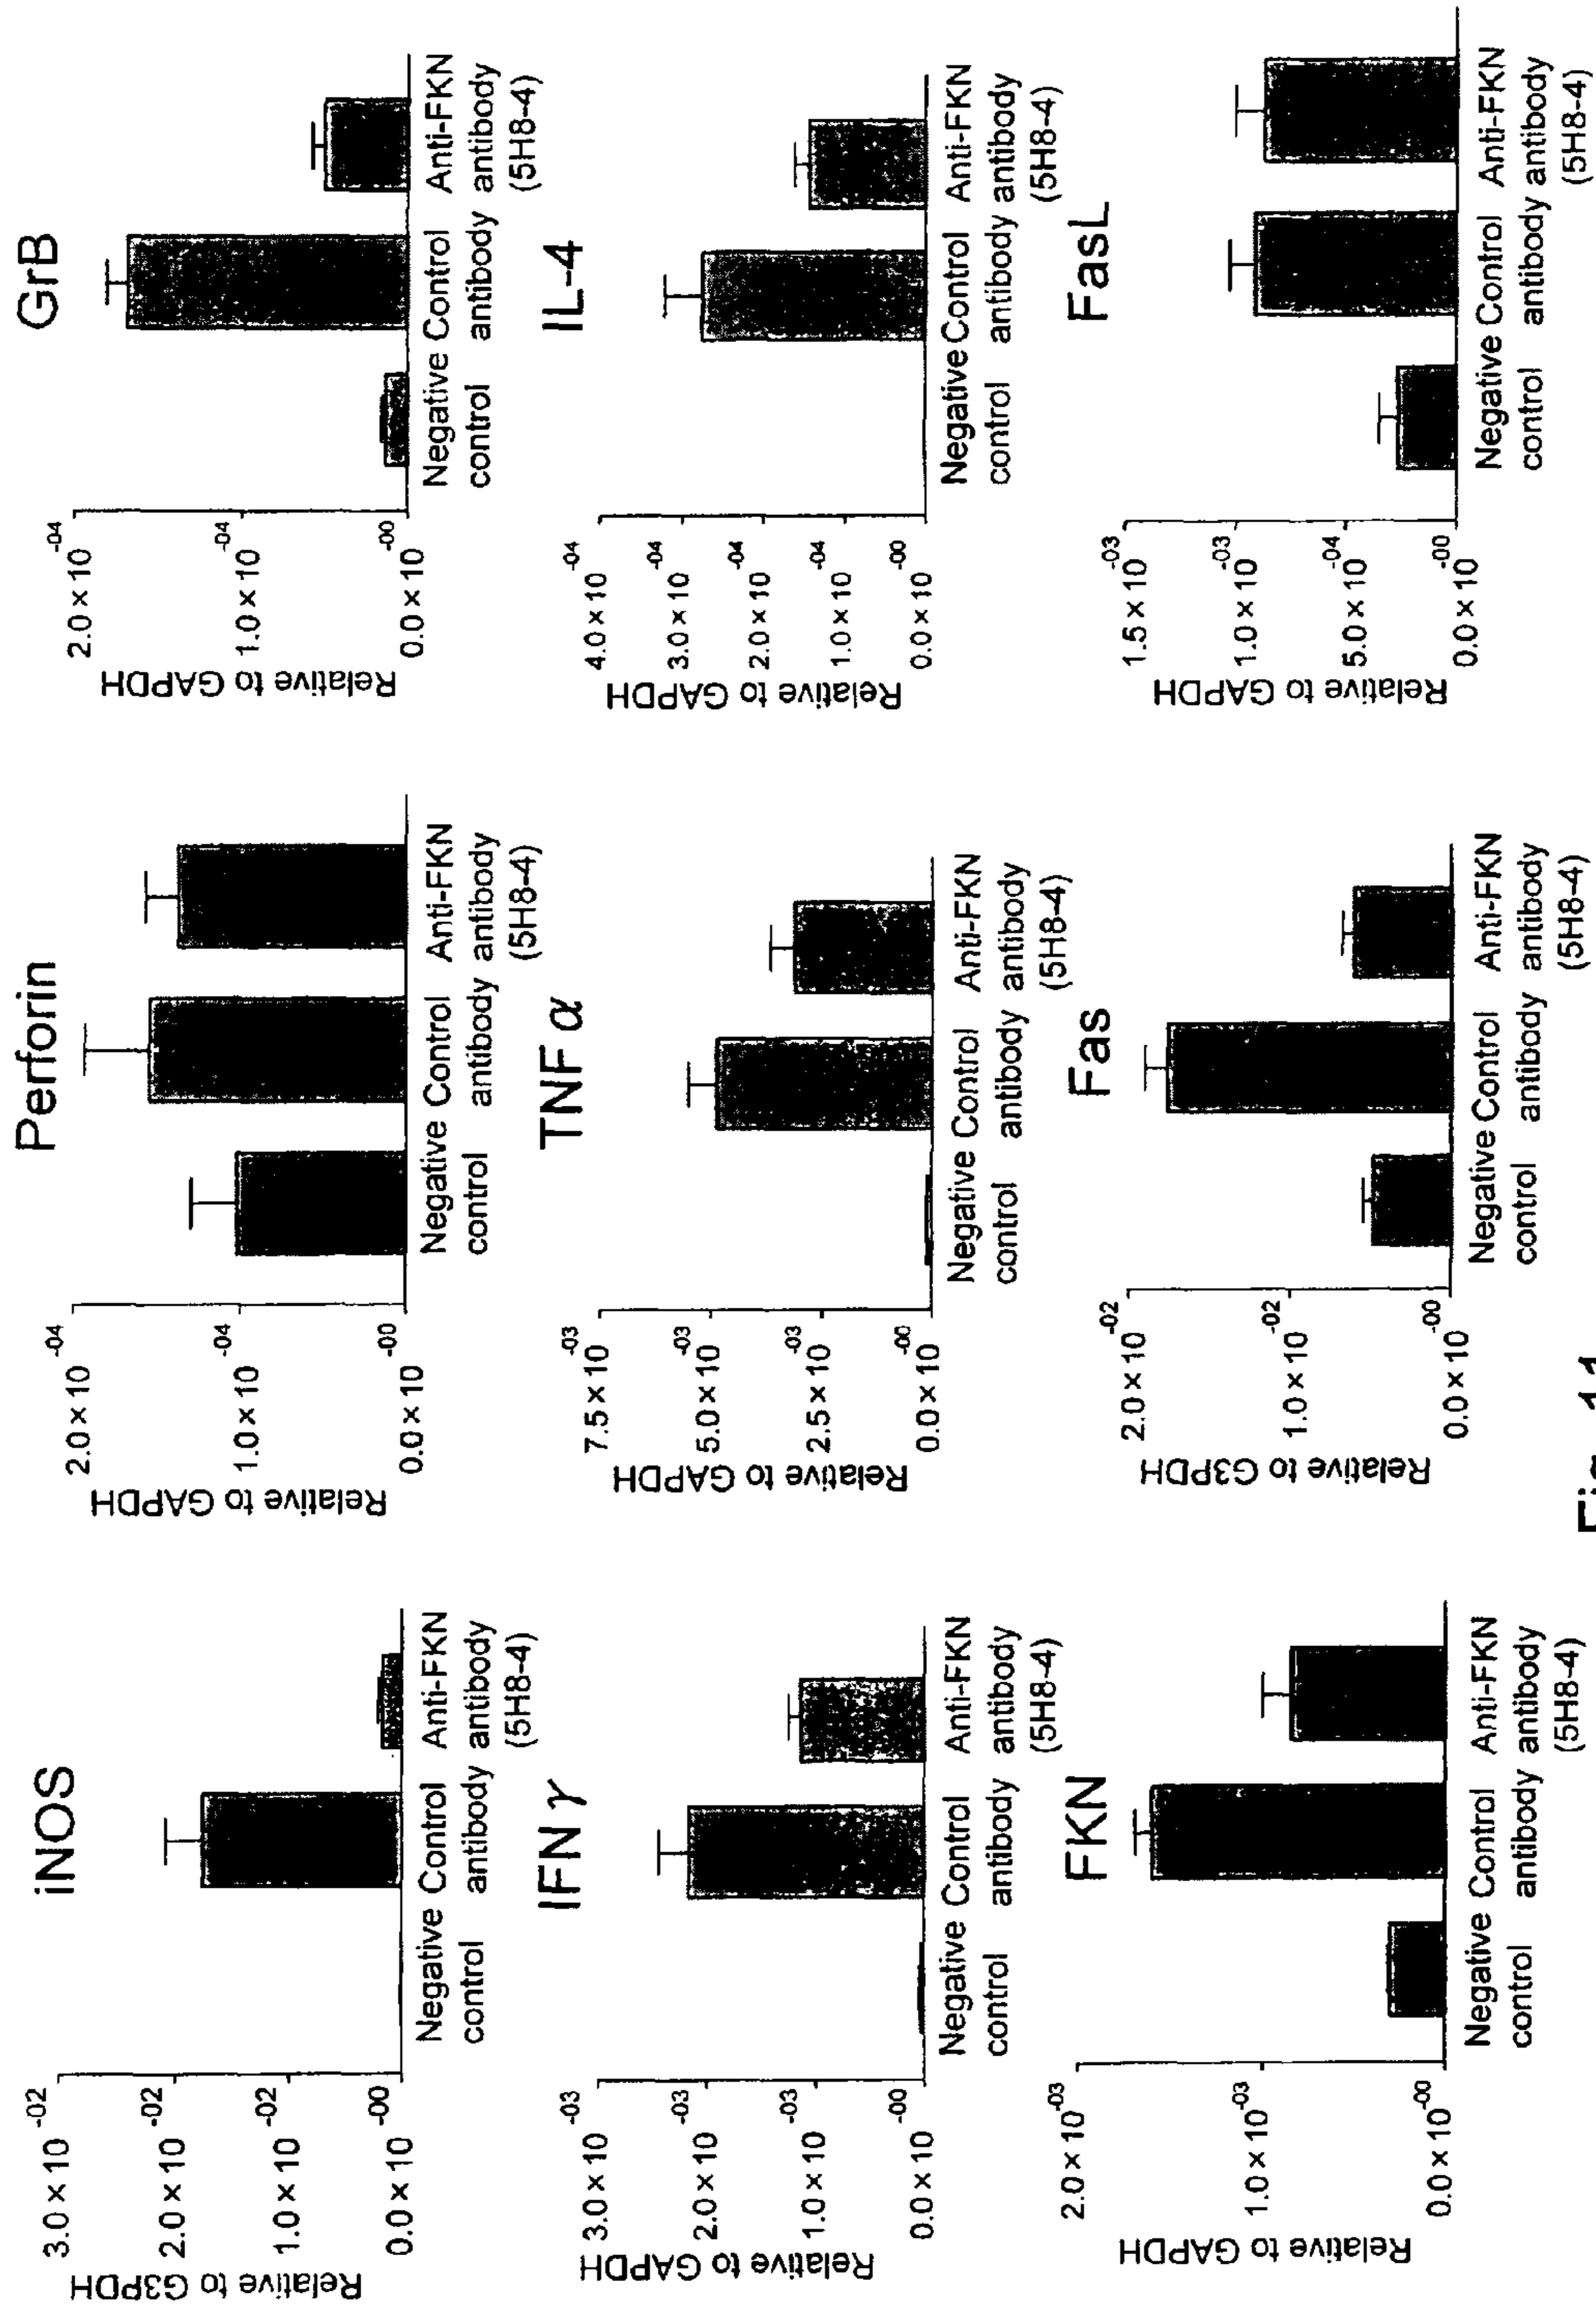 iNOS
Relative to G3PDH
3.0 × 10-02
2.0 × 10-02
1.0 × 10-02
0.0 × 10-00
Negative Control Anti-FKN
control antibody antibody
(5H8-4)
Perforin
Relative to GAPDH
2.0 × 10-04
1.0 × 10-04
0.0 × 10-00
Negative Control Anti-FKN
control antibody antibody
(5H8-4)
GrB
Relative to GAPDH
2.0 × 10-04
1.0 × 10-04
0.0 × 10-00
Negative Control Anti-FKN
control antibody antibody
(5H8-4)
IFN γ
Relative to GAPDH
3.0 × 10-03
2.0 × 10-03
1.0 × 10-03
0.0 × 10-00
Negative Control Anti-FKN
control antibody antibody
(5H8-4)
TNF α
Relative to GAPDH
7.5 × 10-03
5.0 × 10-03
2.5 × 10-03
0.0 × 10-00
Negative Control Anti-FKN
control antibody antibody
(5H8-4)
IL-4
Relative to GAPDH
4.0 × 10-04
3.0 × 10-04
2.0 × 10-04
1.0 × 10-04
0.0 × 10-00
Negative Control Anti-FKN
control antibody antibody
(5H8-4)
FKN
Relative to GAPDH
2.0 × 10-03
1.0 × 10-03
0.0 × 10-00
Negative Control Anti-FKN
control antibody antibody
(5H8-4)
Fas
Relative to G3PDH
2.0 × 10-02
1.0 × 10-02
0.0 × 10-00
Negative Control Anti-FKN
control antibody antibody
(5H8-4)
FasL
Relative to GAPDH
1.5 × 10-03
1.0 × 10-03
5.0 × 10-04
0.0 × 10-00
Negative Control Anti-FKN
control antibody antibody
(5H8-4)
Fig. 11